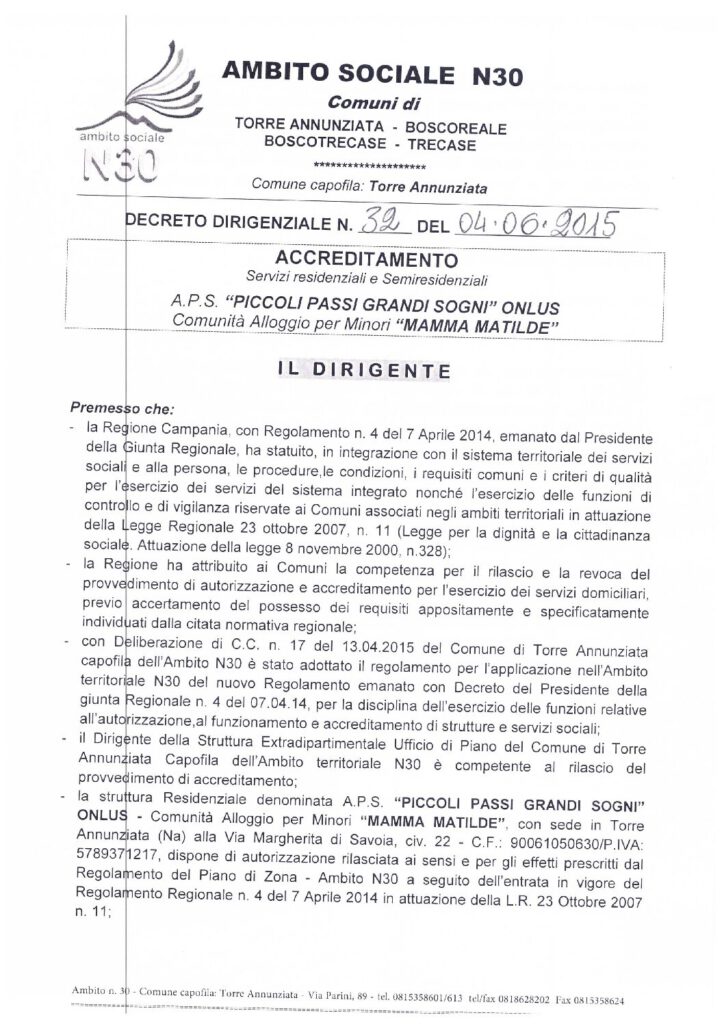 AMBITO SOCIALE N30
Comuni di
TORRE ANNUNZIATA - BOSCOREALE
BOSCOTRECASE - TRECASE
********************
Comune capofila: Torre Annunziata
ambito sociale
N30
DECRETO DIRIGENZIALE N. 32 DEL 04.06.2015
ACCREDITAMENTO
Servizi residenziali e Semiresidenziali
A.P.S. “PICCOLI PASSI GRANDI SOGNI” ONLUS
Comunità Alloggio per Minori “MAMMA MATILDE”
IL DIRIGENTE
Premesso che:
- la Regione Campania, con Regolamento n. 4 del 7 Aprile 2014, emanato dal Presidente
della Giunta Regionale, ha statuito, in integrazione con il sistema territoriale dei servizi
sociali e alla persona, le procedure,le condizioni, i requisiti comuni e i criteri di qualità
per l’esercizio dei servizi del sistema integrato nonché l’esercizio delle funzioni di
controllo e di vigilanza riservate ai Comuni associati negli ambiti territoriali in attuazione
della Legge Regionale 23 ottobre 2007, n. 11 (Legge per la dignità e la cittadinanza
sociale. Attuazione della legge 8 novembre 2000, n.328);
- la Regione ha attribuito ai Comuni la competenza per il rilascio e la revoca del
provvedimento di autorizzazione e accreditamento per l’esercizio dei servizi domiciliari,
previo accertamento del possesso dei requisiti appositamente e specificatamente
individuati dalla citata normativa regionale;
- con Deliberazione di C.C. n. 17 del 13.04.2015 del Comune di Torre Annunziata
capofila dell’Ambito N30 è stato adottato il regolamento per l’applicazione nell’Ambito
territoriale N30 del nuovo Regolamento emanato con Decreto del Presidente della
giunta Regionale n. 4 del 07.04.14, per la disciplina dell’esercizio delle funzioni relative
all’autorizzazione,al funzionamento e accreditamento di strutture e servizi sociali;
- il Dirigente della Struttura Extradipartimentale Ufficio di Piano del Comune di Torre
Annunziata Capofila dell’Ambito territoriale N30 è competente al rilascio del
provvedimento di accreditamento;
- la struttura Residenziale denominata A.P.S. “PICCOLI PASSI GRANDI SOGNI”
ONLUS - Comunità Alloggio per Minori “MAMMA MATILDE”, con sede in Torre
Annunziata (Na) alla Via Margherita di Savoia, civ. 22 - C.F.: 90061050630/P.IVA:
5789371217, dispone di autorizzazione rilasciata ai sensi e per gli effetti prescritti dal
Regolamento del Piano di Zona - Ambito N30 a seguito dell’entrata in vigore del
Regolamento Regionale n. 4 del 7 Aprile 2014 in attuazione della L.R. 23 Ottobre 2007
n. 11;
Ambito n. 30 - Comune capofila: Torre Annunziata - Via Parini, 89 - tel. 0815358601/613 tel/fax 0818628202 Fax 0815358624